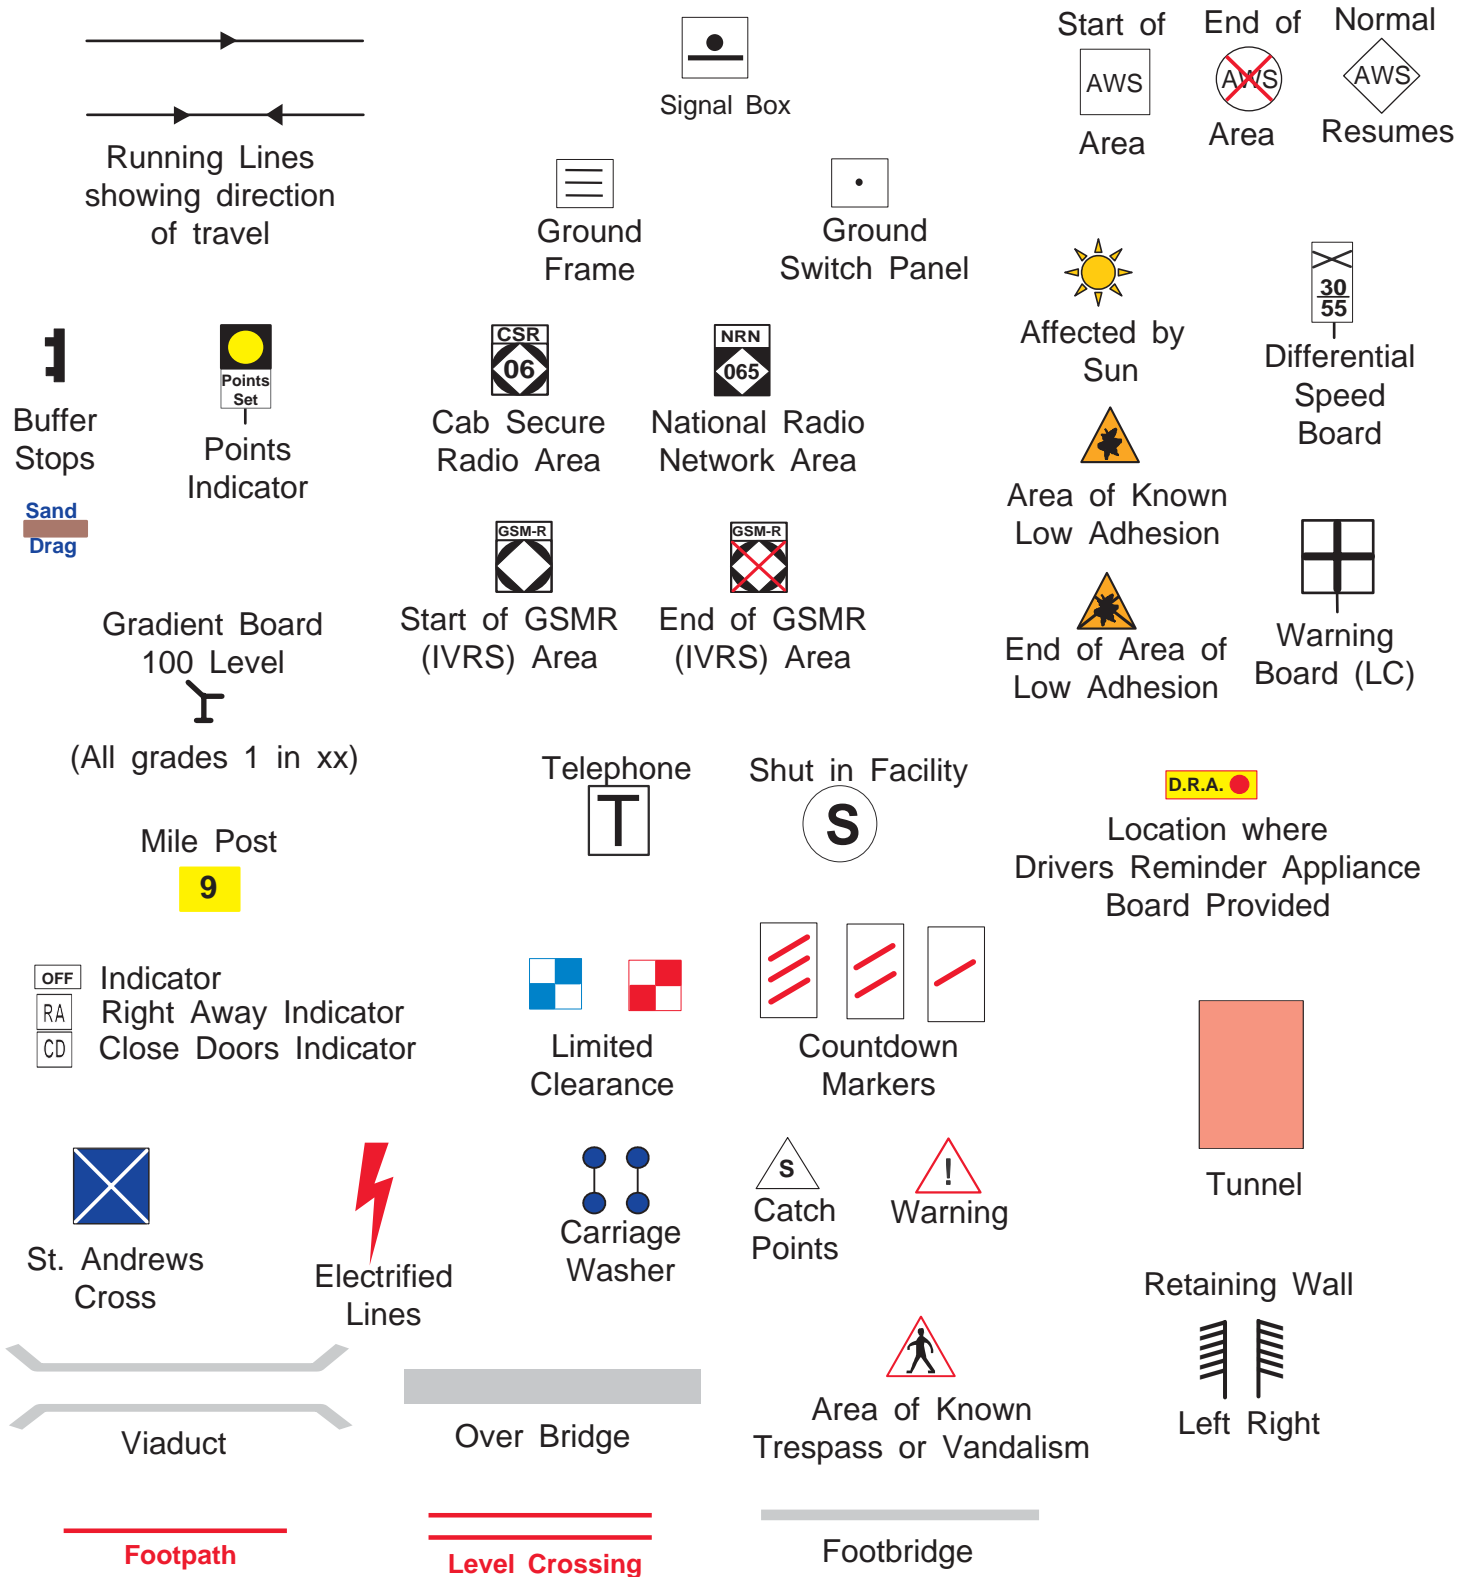 Running Lines
showing direction
of travel
Signal Box
Start of
AWS
Area
End of
AWS
Area
Normal
AWS
Resumes
Ground
Frame
Ground
Switch Panel
Affected by
Sun
30
55
Differential
Speed
Board
Buffer
Stops
Points
Set
Points
Indicator
CSR
06
Cab Secure
Radio Area
NRN
065
National Radio
Network Area
Area of Known
Low Adhesion
Sand
Drag
GSM-R
Start of GSMR
(IVRS) Area
GSM-R
End of GSMR
(IVRS) Area
End of Area of
Low Adhesion
Warning
Board (LC)
Gradient Board
100 Level
(All grades 1 in xx)
Telephone
T
Shut in Facility
S
D.R.A.
Location where
Drivers Reminder Appliance
Board Provided
Mile Post
9
OFF Indicator
RA Right Away Indicator
CD Close Doors Indicator
Limited
Clearance
Countdown
Markers
Tunnel
St. Andrews
Cross
Electrified
Lines
Carriage
Washer
S
Catch
Points
!
Warning
Retaining Wall
Left Right
Viaduct
Over Bridge
Area of Known
Trespass or Vandalism
Footpath
Level Crossing
Footbridge